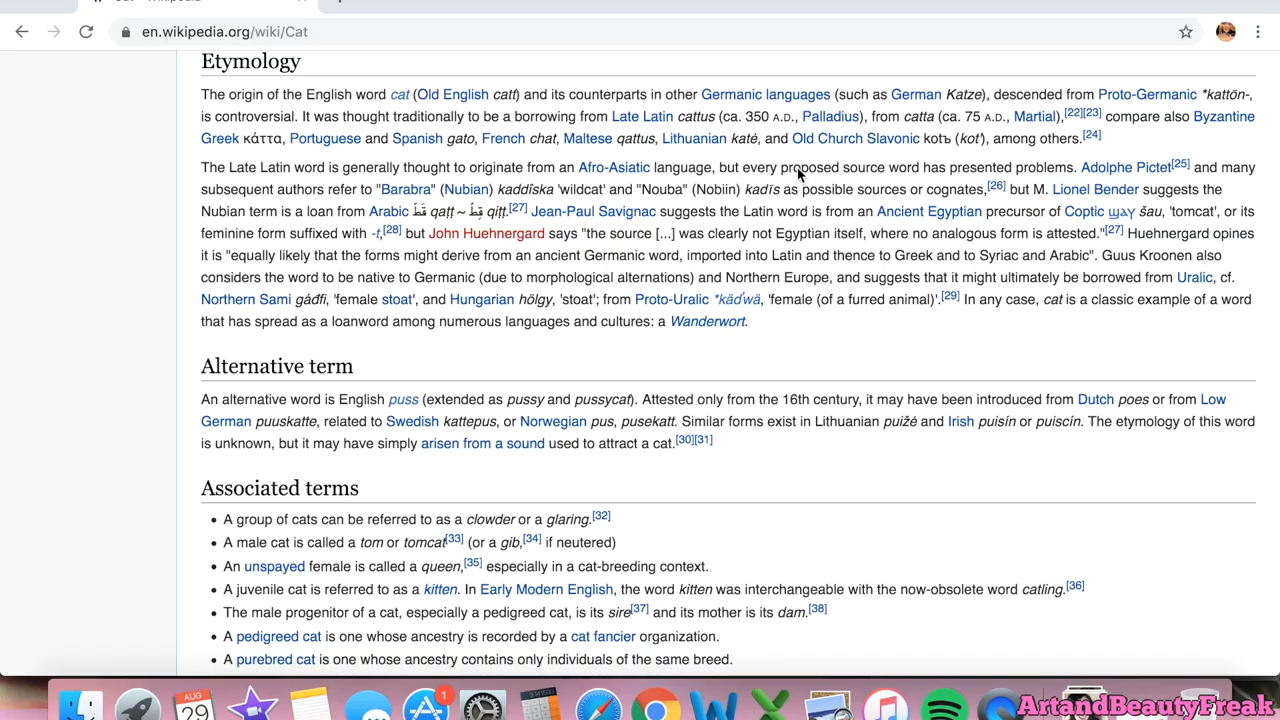 en.wikipedia.org/wiki/Cat
Etymology
The origin of the English word cat (Old English catt) and its counterparts in other Germanic languages (such as German Katze), descended from Proto-Germanic *kattōn-,
is controversial. It was thought traditionally to be a borrowing from Late Latin cattus (ca. 350 A.D., Palladius), from catta (ca. 75 A.D., Martial),[22][23] compare also Byzantine
Greek κάττα, Portuguese and Spanish gato, French chat, Maltese qattus, Lithuanian katė, and Old Church Slavonic котъ (kot'), among others.[24]
The Late Latin word is generally thought to originate from an Afro-Asiatic language, but every proposed source word has presented problems. Adolphe Pictet[25] and many
subsequent authors refer to "Barabra" (Nubian) kaddîska 'wildcat' and "Nouba" (Nobiin) kadīs as possible sources or cognates,[26] but M. Lionel Bender suggests the
Nubian term is a loan from Arabic قَطّ qaṭṭ ~ قِطّ qiṭṭ.[27] Jean-Paul Savignac suggests the Latin word is from an Ancient Egyptian precursor of Coptic ϣⲁⲩ šau, 'tomcat', or its
feminine form suffixed with -t,[28] but John Huehnergard says "the source [...] was clearly not Egyptian itself, where no analogous form is attested."[27] Huehnergard opines
it is "equally likely that the forms might derive from an ancient Germanic word, imported into Latin and thence to Greek and to Syriac and Arabic". Guus Kroonen also
considers the word to be native to Germanic (due to morphological alternations) and Northern Europe, and suggests that it might ultimately be borrowed from Uralic, cf.
Northern Sami gáđfi, 'female stoat', and Hungarian hölgy, 'stoat'; from Proto-Uralic *käďwä, 'female (of a furred animal)'.[29] In any case, cat is a classic example of a word
that has spread as a loanword among numerous languages and cultures: a Wanderwort.
Alternative term
An alternative word is English puss (extended as pussy and pussycat). Attested only from the 16th century, it may have been introduced from Dutch poes or from Low
German puuskatte, related to Swedish kattepus, or Norwegian pus, pusekatt. Similar forms exist in Lithuanian puižė and Irish puisín or puiscín. The etymology of this word
is unknown, but it may have simply arisen from a sound used to attract a cat.[30][31]
Associated terms
• A group of cats can be referred to as a clowder or a glaring.[32]
• A male cat is called a tom or tomcat[33] (or a gib,[34] if neutered)
• An unspayed female is called a queen,[35] especially in a cat-breeding context.
• A juvenile cat is referred to as a kitten. In Early Modern English, the word kitten was interchangeable with the now-obsolete word catling.[36]
• The male progenitor of a cat, especially a pedigreed cat, is its sire[37] and its mother is its dam.[38]
• A pedigreed cat is one whose ancestry is recorded by a cat fancier organization.
• A purebred cat is one whose ancestry contains only individuals of the same breed.
AUG
29
1
ArtandBeautyFreak